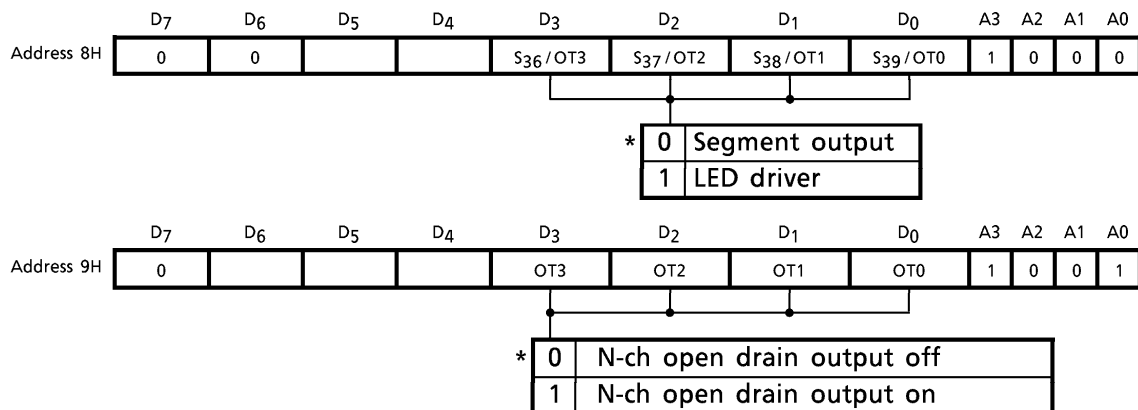 D7 D6 D5 D4 D3 D2 D1 D0 A3 A2 A1 A0
Address 8H 0 0 S36/OT3 S37/OT2 S38/OT1 S39/OT0 1 0 0 0
* 0 Segment output
1 LED driver
D7 D6 D5 D4 D3 D2 D1 D0 A3 A2 A1 A0
Address 9H 0 OT3 OT2 OT1 OT0 1 0 0 1
* 0 N-ch open drain output off
1 N-ch open drain output on